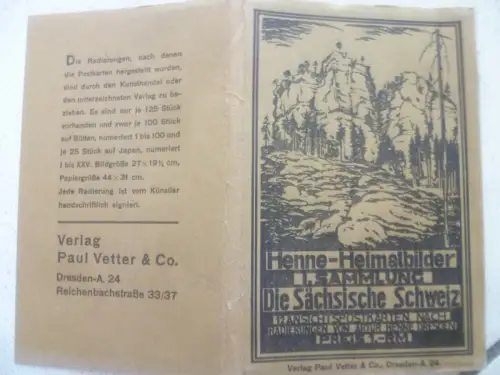 Die Radierungen, nach denen
die Postkarten hergestellt wurden,
sind durch den Kunsthandel oder
den unterzeichneten Verlag zu be-
ziehen. Es sind nur je 125 Stück
vorhanden und zwar je 100 Stück
auf Bütten, numeriert 1 bis 100 und
je 25 Stück auf Japan, numeriert
I bis XXV. Bildgröße 27½ : 19½ cm,
Papiergröße 44 × 31 cm.
Jede Radierung ist vom Künstler
handschriftlich signiert.
Verlag
Paul Vetter & Co.
Dresden-A. 24
Reichenbachstraße 33/37
Henne-Heimatbilder
1. SAMMLUNG
Die Sächsische Schweiz
12 ANSICHTSPOSTKARTEN NACH
RADIERUNGEN VON ARTUR HENNE DRESDEN
PREIS 1.-RM
Verlag Paul Vetter & Co., Dresden-A. 24